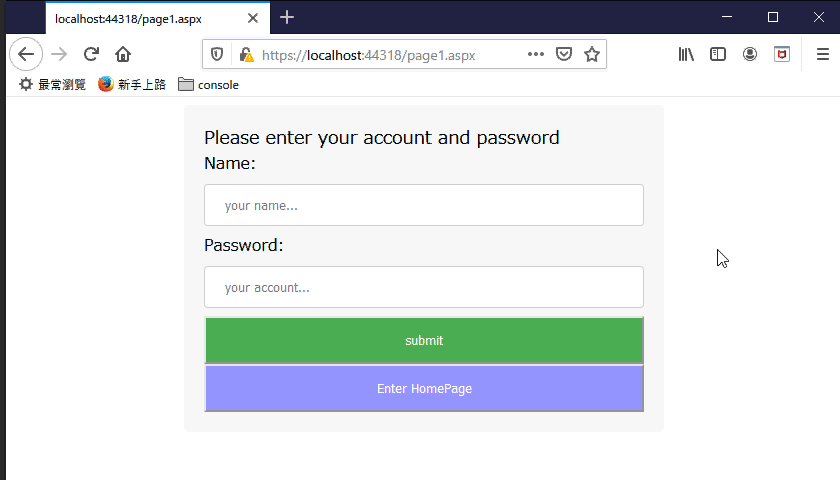 localhost:44318/page1.aspx
https://localhost:44318/page1.aspx
最常瀏覽 新手上路 console
Please enter your account and password
Name:
your name...
Password:
your account...
submit
Enter HomePage